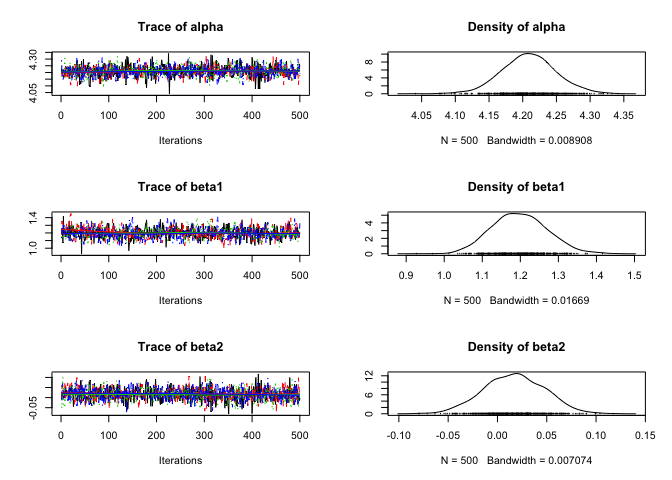 Trace of alpha
4.05 4.30
0 100 200 300 400 500
Iterations
Density of alpha
0 4 8
4.05 4.10 4.15 4.20 4.25 4.30 4.35
N = 500 Bandwidth = 0.008908
Trace of beta1
1.0 1.4
0 100 200 300 400 500
Iterations
Density of beta1
0 2 4
0.9 1.0 1.1 1.2 1.3 1.4 1.5
N = 500 Bandwidth = 0.01669
Trace of beta2
-0.05
0 100 200 300 400 500
Iterations
Density of beta2
0 4 8 12
-0.10 -0.05 0.00 0.05 0.10 0.15
N = 500 Bandwidth = 0.007074